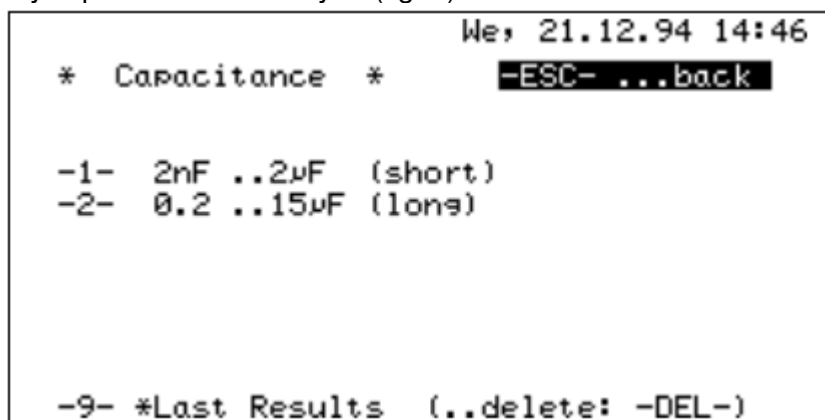 We, 21.12.94 14:46
* Capacitance * -ESC- ...back
-1- 2nF ..2µF (short)
-2- 0.2 ..15µF (long)
-9- *Last Results (..delete: -DEL-)